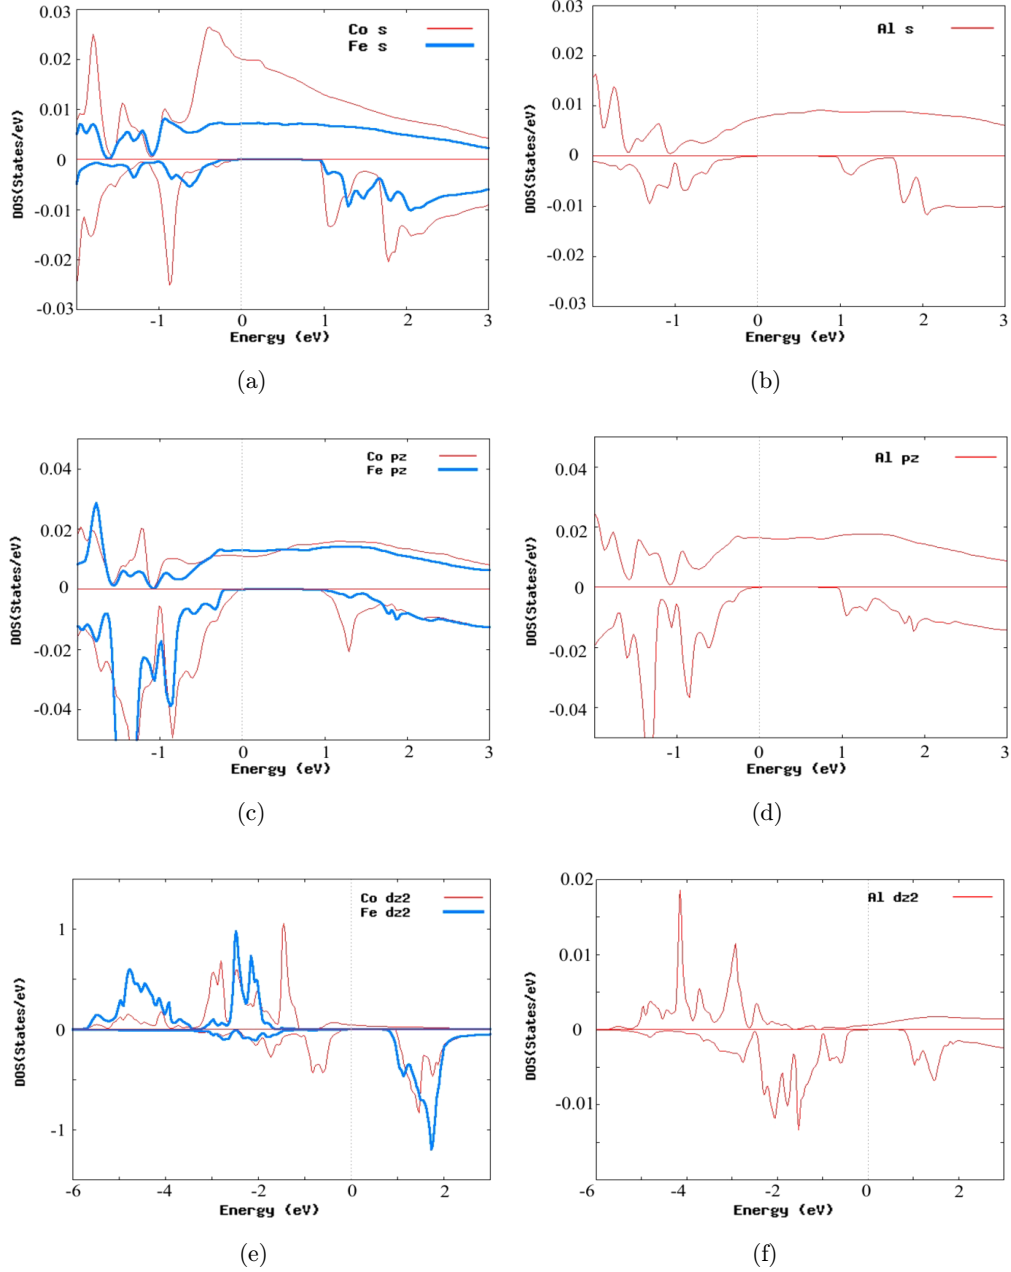 0.03
0.02
0.01
0
-0.01
-0.02
-0.03
DOS(States/eV)
Co s
Fe s
-1 0 1 2 3
Energy (eV)
(a)
0.03
0.02
0.01
0
-0.01
-0.02
-0.03
DOS(States/eV)
Al s
-1 0 1 2 3
Energy (eV)
(b)
0.04
0.02
0
-0.02
-0.04
DOS(States/eV)
Co pz
Fe pz
-1 0 1 2 3
Energy (eV)
(c)
0.04
0.02
0
-0.02
-0.04
DOS(States/eV)
Al pz
-1 0 1 2 3
Energy (eV)
(d)
1
0
-1
DOS(States/eV)
Co dz2
Fe dz2
-6 -4 -2 0 2
Energy (eV)
(e)
0.02
0.01
0
-0.01
DOS(States/eV)
Al dz2
-6 -4 -2 0 2
Energy (eV)
(f)